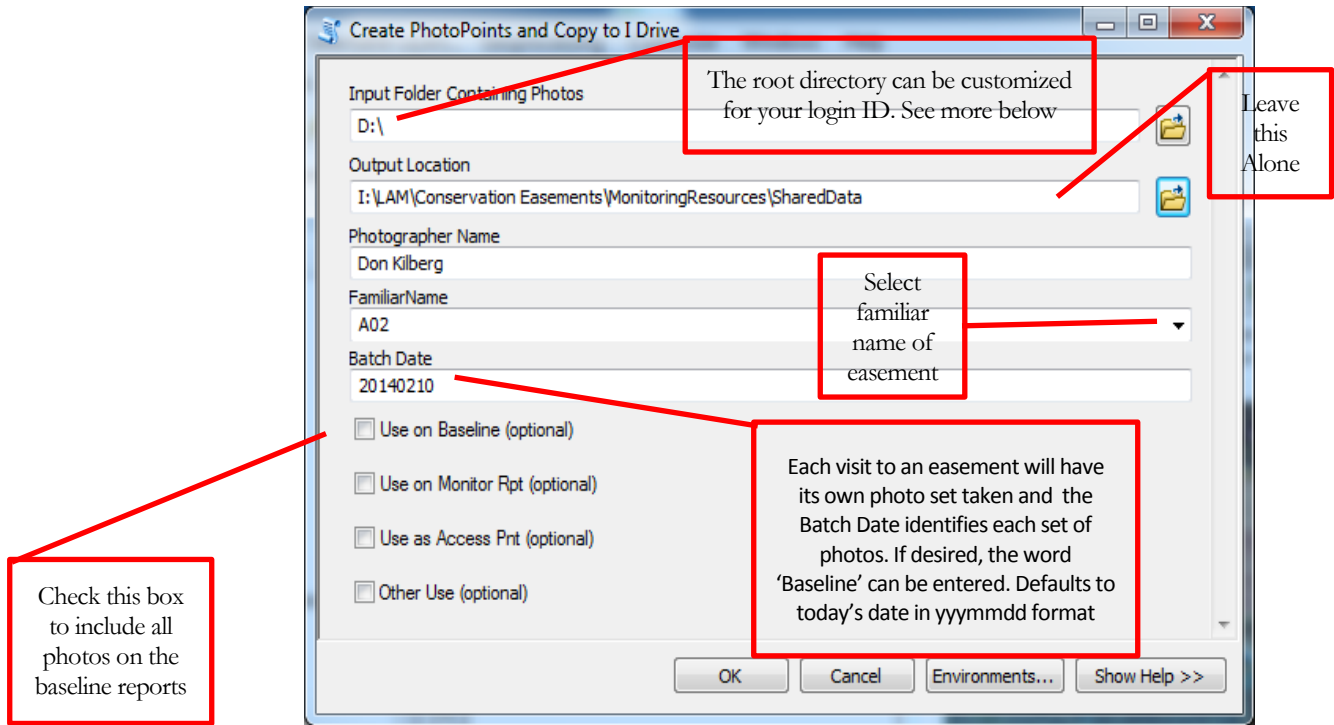 Create PhotoPoints and Copy to I Drive
The root directory can be customized
for your login ID. See more below
Leave
this
Alone
Input Folder Containing Photos
D:\
Output Location
I:\LAM\Conservation Easements\MonitoringResources\SharedData
Photographer Name
Don Kilberg
Select
familiar
name of
easement
FamiliarName
A02
Batch Date
20140210
Use on Baseline (optional)
Use on Monitor Rpt (optional)
Use as Access Pnt (optional)
Other Use (optional)
Each visit to an easement will have
its own photo set taken and the
Batch Date identifies each set of
photos. If desired, the word
‘Baseline’ can be entered. Defaults to
today’s date in yyymmdd format
Check this box
to include all
photos on the
baseline reports
OK
Cancel
Environments...
Show Help >>